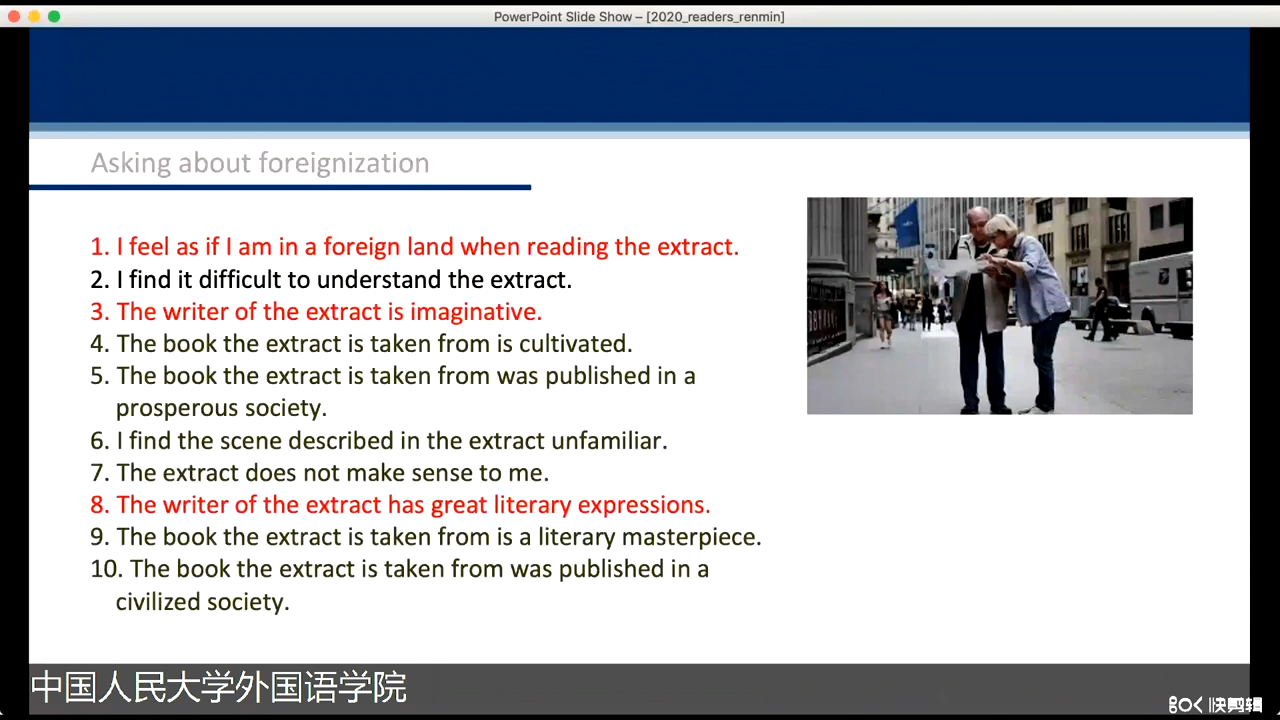 PowerPoint Slide Show – [2020_readers_renmin]
Asking about foreignization
1. I feel as if I am in a foreign land when reading the extract.
2. I find it difficult to understand the extract.
3. The writer of the extract is imaginative.
4. The book the extract is taken from is cultivated.
5. The book the extract is taken from was published in a
prosperous society.
6. I find the scene described in the extract unfamiliar.
7. The extract does not make sense to me.
8. The writer of the extract has great literary expressions.
9. The book the extract is taken from is a literary masterpiece.
10. The book the extract is taken from was published in a
civilized society.
中国人民大学外国语学院
快剪辑